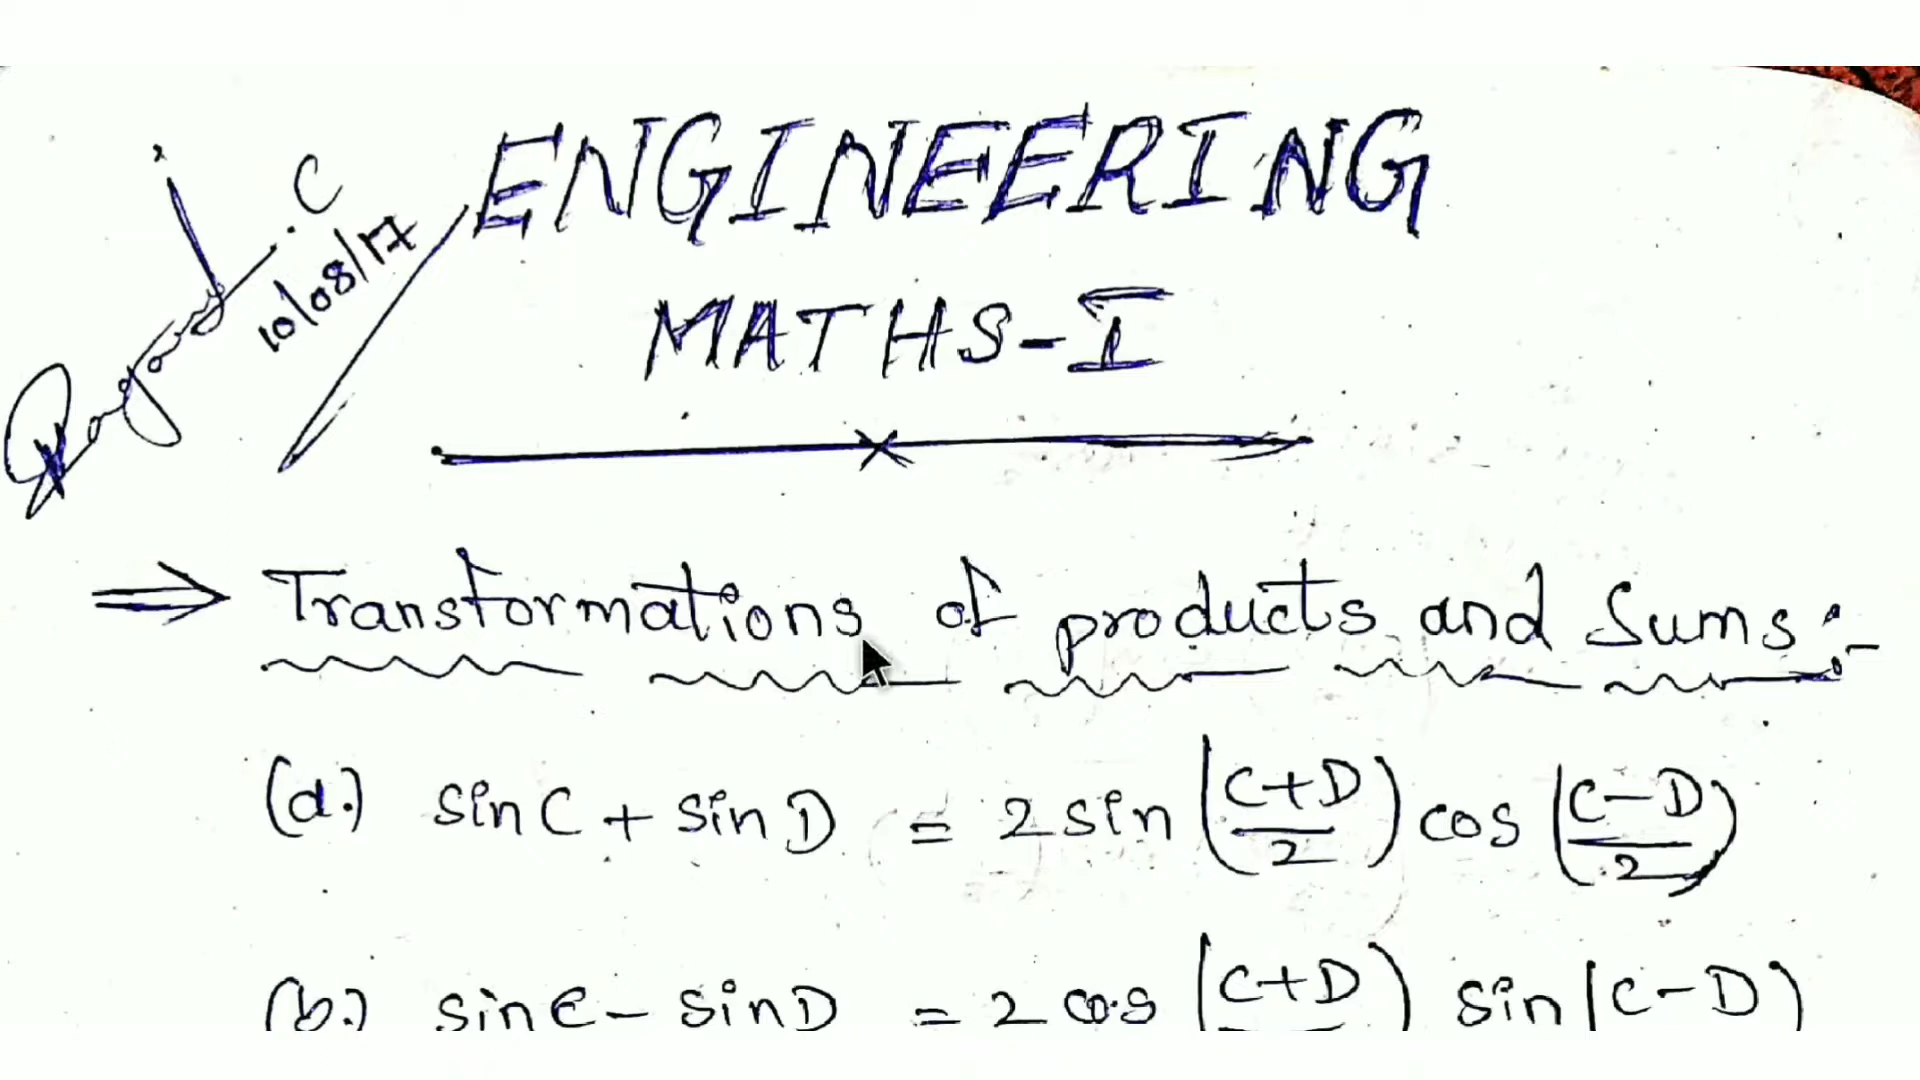 ENGINEERING
MATHS-I
10/08/17
⇒ Transformations of products and Sums :-
(a.) sin C + sin D = 2 sin ((C+D)/2) cos ((C-D)/2)
(b.) sin C - sin D = 2 cos (C+D) sin (C-D)